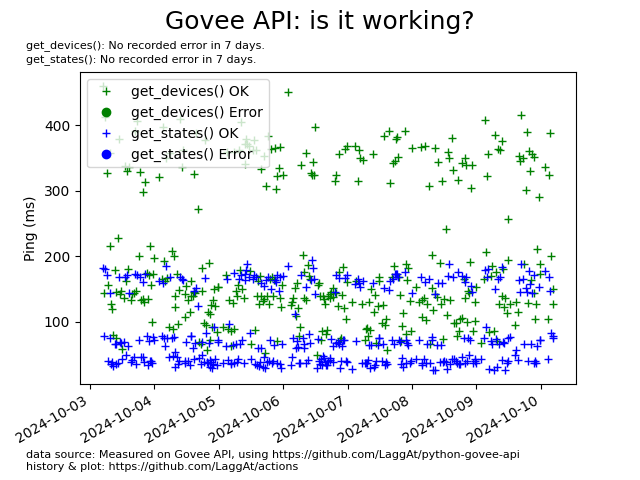 Govee API: is it working?
get_devices(): No recorded error in 7 days.
get_states(): No recorded error in 7 days.
get_devices() OK
get_devices() Error
get_states() OK
get_states() Error
Ping (ms)
400
300
200
100
2024-10-03
2024-10-04
2024-10-05
2024-10-06
2024-10-07
2024-10-08
2024-10-09
2024-10-10
data source: Measured on Govee API, using https://github.com/LaggAt/python-govee-api
history & plot: https://github.com/LaggAt/actions